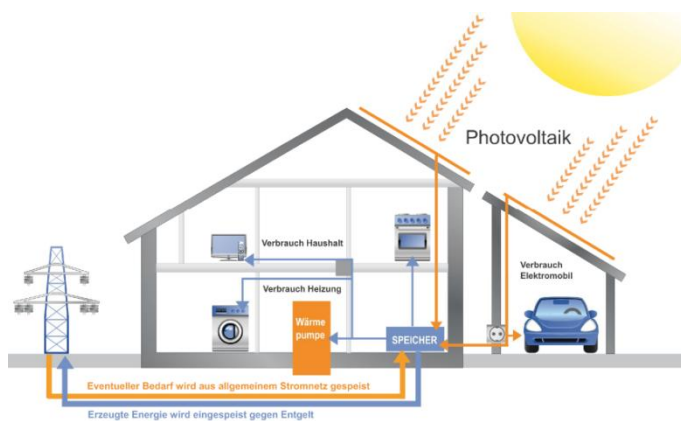 Photovoltaik
Verbrauch Haushalt
Verbrauch
Elektromobil
Verbrauch Heizung
Wärme
pumpe
SPEICHER
Eventueller Bedarf wird aus allgemeinem Stromnetz gespeist
Erzeugte Energie wird eingespeist gegen Entgelt